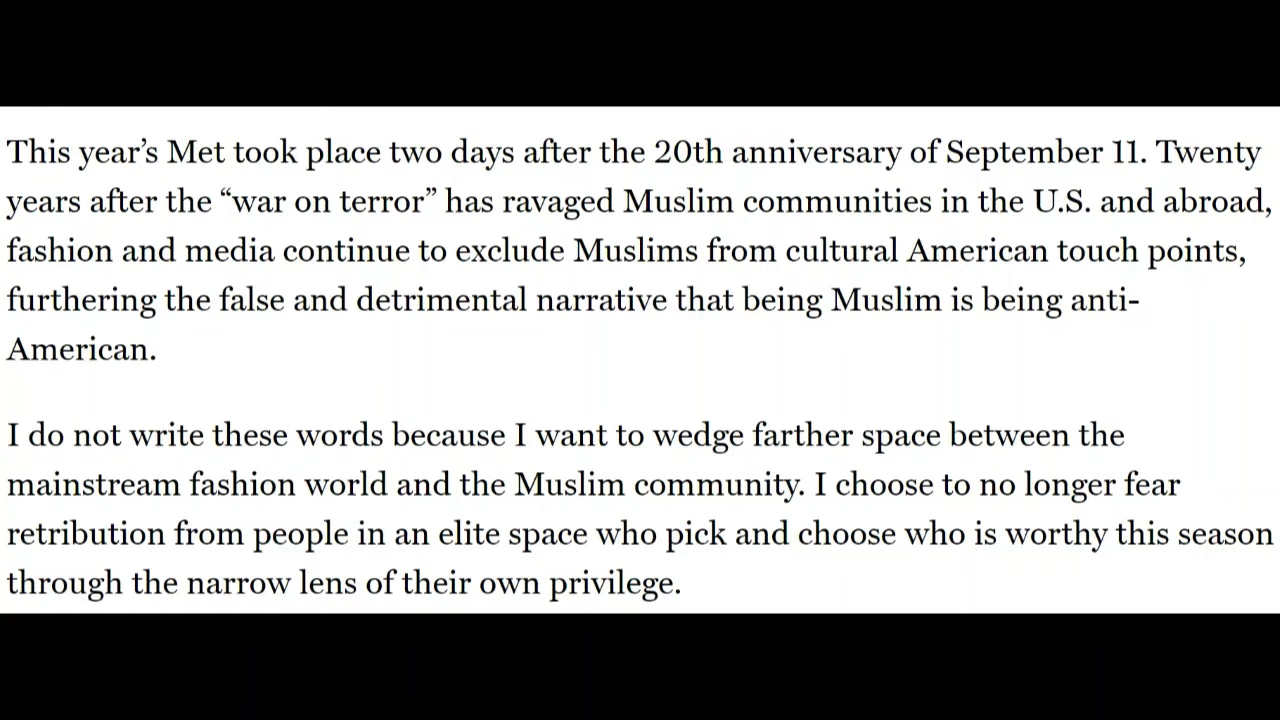 This year’s Met took place two days after the 20th anniversary of September 11. Twenty
years after the “war on terror” has ravaged Muslim communities in the U.S. and abroad,
fashion and media continue to exclude Muslims from cultural American touch points,
furthering the false and detrimental narrative that being Muslim is being anti-
American.
I do not write these words because I want to wedge farther space between the
mainstream fashion world and the Muslim community. I choose to no longer fear
retribution from people in an elite space who pick and choose who is worthy this season
through the narrow lens of their own privilege.